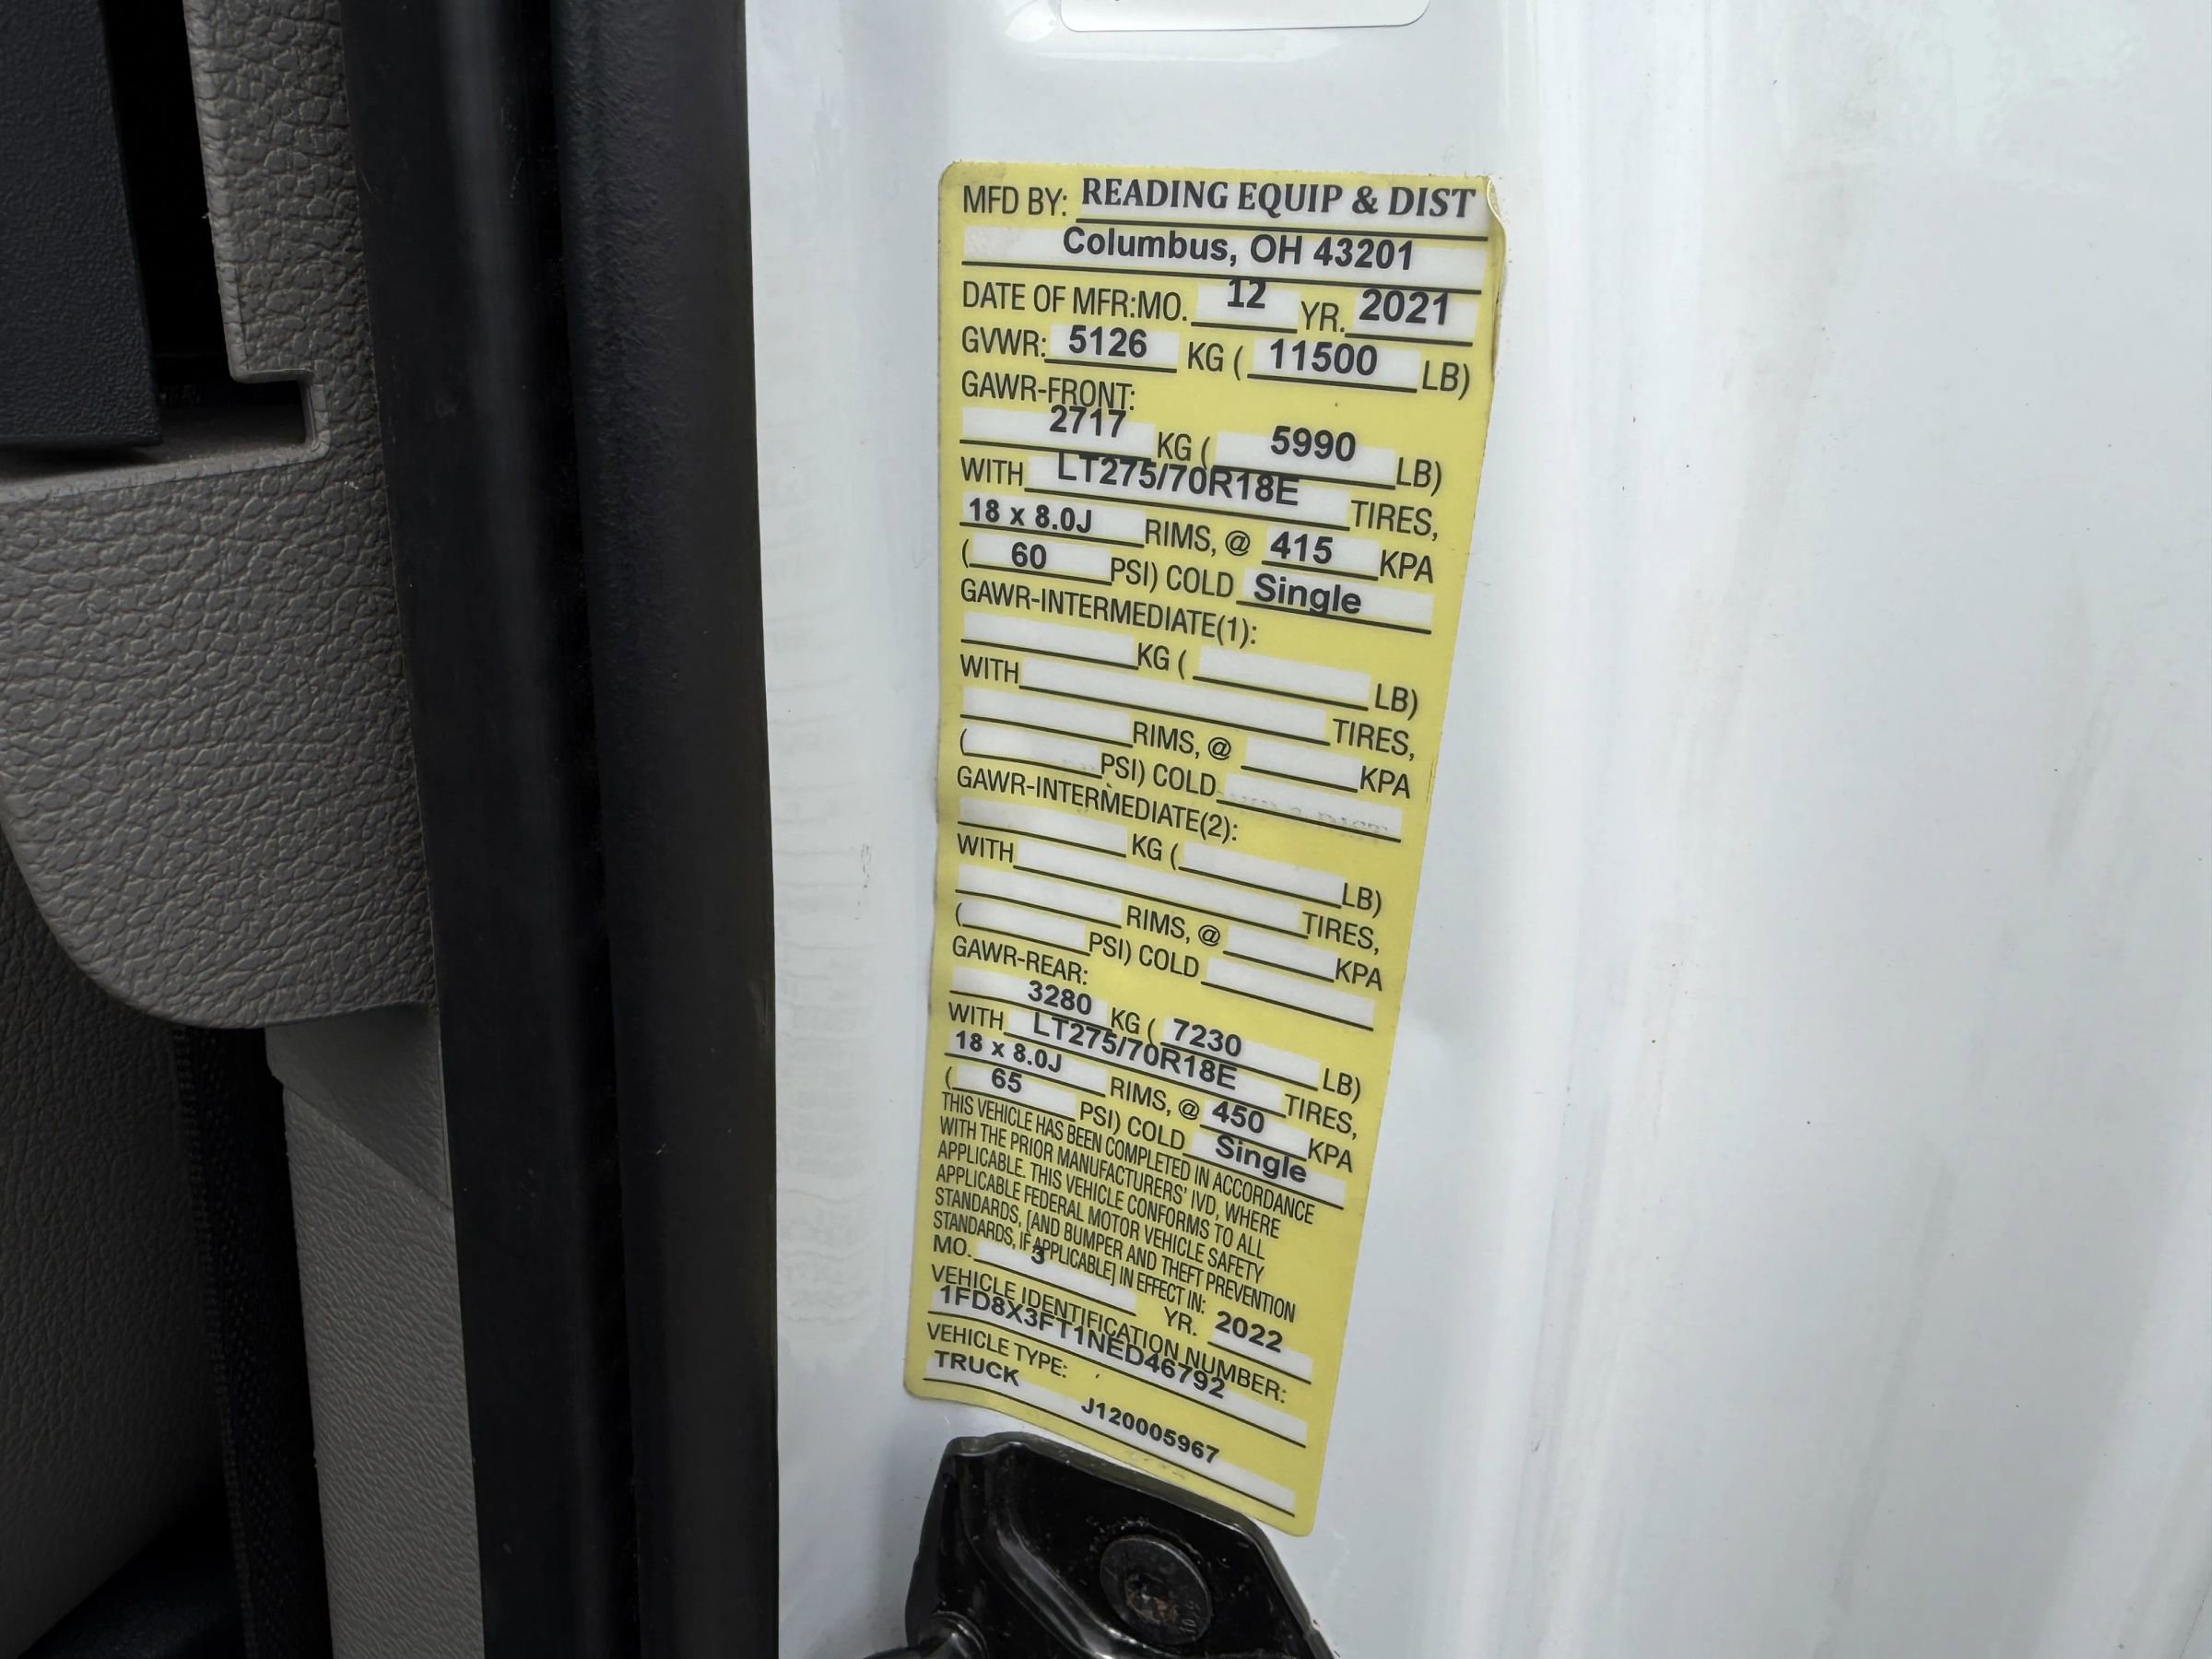 MFD BY: READING EQUIP & DIST
Columbus, OH 43201
DATE OF MFR:MO. 12 YR. 2021
GVWR: 5126 KG ( 11500 LB)
GAWR-FRONT:
2717 KG ( 5990 LB)
WITH LT275/70R18E TIRES,
18 x 8.0J RIMS, @ 415 KPA
( 60 PSI) COLD Single
GAWR-INTERMEDIATE(1):
KG ( LB)
WITH TIRES,
RIMS, @ KPA
( PSI) COLD
GAWR-INTERMEDIATE(2):
KG ( LB)
WITH TIRES,
RIMS, @ KPA
( PSI) COLD
GAWR-REAR:
3280 KG ( 7230 LB)
WITH LT275/70R18E TIRES,
18 x 8.0J RIMS, @ 450 KPA
( 65 PSI) COLD Single
THIS VEHICLE HAS BEEN COMPLETED IN ACCORDANCE
WITH THE PRIOR MANUFACTURERS' IVD, WHERE
APPLICABLE. THIS VEHICLE CONFORMS TO ALL
APPLICABLE FEDERAL MOTOR VEHICLE SAFETY
STANDARDS, [AND BUMPER AND THEFT PREVENTION
STANDARDS, IF APPLICABLE] IN EFFECT IN:
MO. 3 YR. 2022
VEHICLE IDENTIFICATION NUMBER:
1FD8X3FT1NED46792
VEHICLE TYPE:
TRUCK J120005967